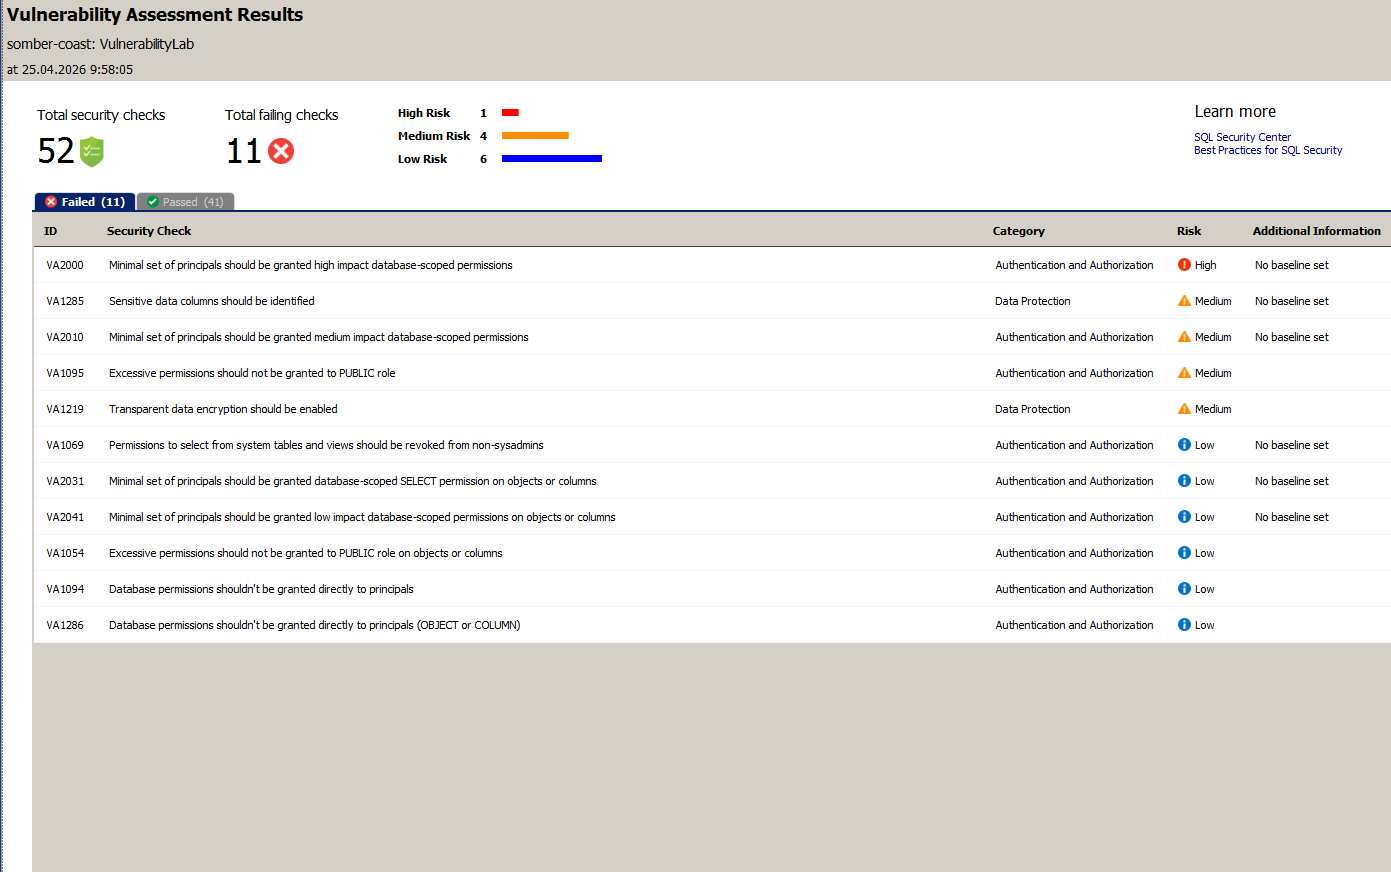 Vulnerability Assessment Results
somber-coast: VulnerabilityLab
at 25.04.2026 9:58:05
Total security checks
52
Total failing checks
11
High Risk 1
Medium Risk 4
Low Risk 6
Learn more
SQL Security Center
Best Practices for SQL Security
Failed (11) Passed (41)
ID Security Check Category Risk Additional Information
VA2000 Minimal set of principals should be granted high impact database-scoped permissions Authentication and Authorization High No baseline set
VA1285 Sensitive data columns should be identified Data Protection Medium No baseline set
VA2010 Minimal set of principals should be granted medium impact database-scoped permissions Authentication and Authorization Medium No baseline set
VA1095 Excessive permissions should not be granted to PUBLIC role Authentication and Authorization Medium
VA1219 Transparent data encryption should be enabled Data Protection Medium
VA1069 Permissions to select from system tables and views should be revoked from non-sysadmins Authentication and Authorization Low No baseline set
VA2031 Minimal set of principals should be granted database-scoped SELECT permission on objects or columns Authentication and Authorization Low No baseline set
VA2041 Minimal set of principals should be granted low impact database-scoped permissions on objects or columns Authentication and Authorization Low No baseline set
VA1054 Excessive permissions should not be granted to PUBLIC role on objects or columns Authentication and Authorization Low
VA1094 Database permissions shouldn't be granted directly to principals Authentication and Authorization Low
VA1286 Database permissions shouldn't be granted directly to principals (OBJECT or COLUMN) Authentication and Authorization Low